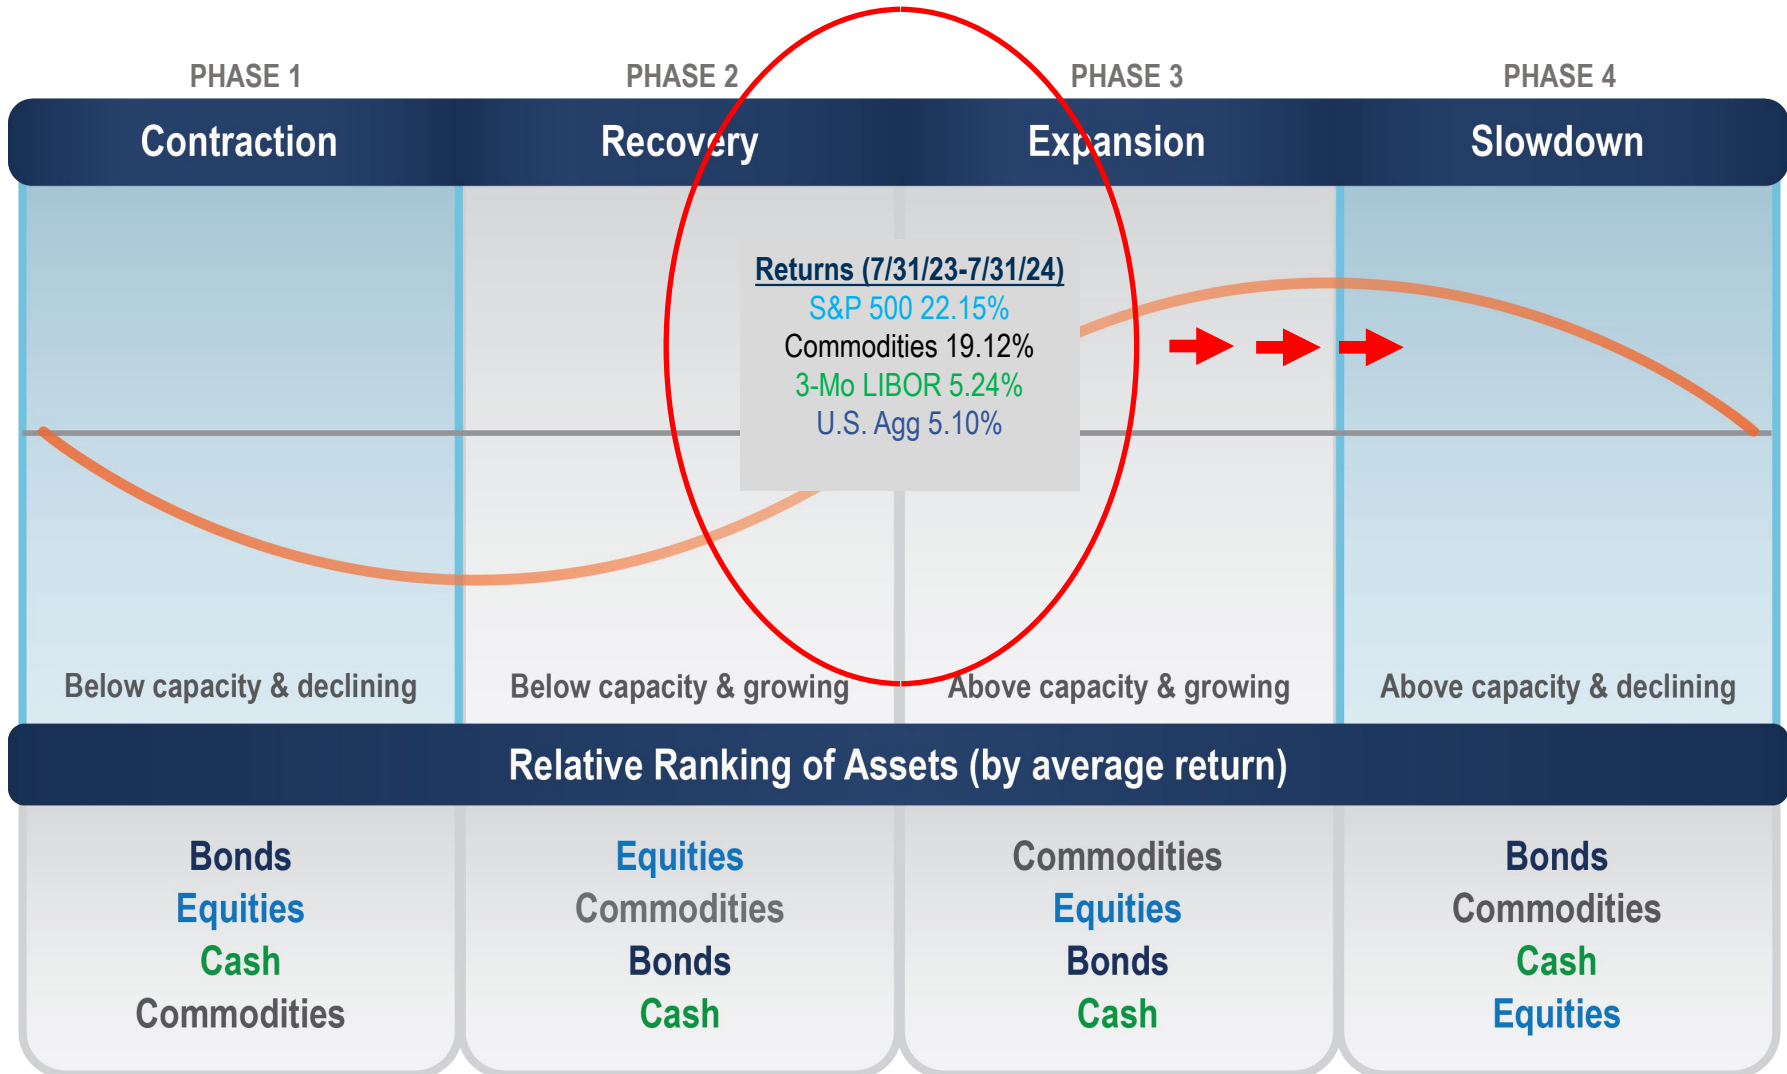 PHASE 1
PHASE 2
PHASE 3
PHASE 4
Contraction
Recovery
Expansion
Slowdown
Returns (7/31/23-7/31/24)
S&P 500 22.15%
Commodities 19.12%
3-Mo LIBOR 5.24%
U.S. Agg 5.10%
Below capacity & declining
Below capacity & growing
Above capacity & growing
Above capacity & declining
Relative Ranking of Assets (by average return)
Bonds
Equities
Cash
Commodities
Equities
Commodities
Bonds
Cash
Commodities
Equities
Bonds
Cash
Bonds
Commodities
Cash
Equities